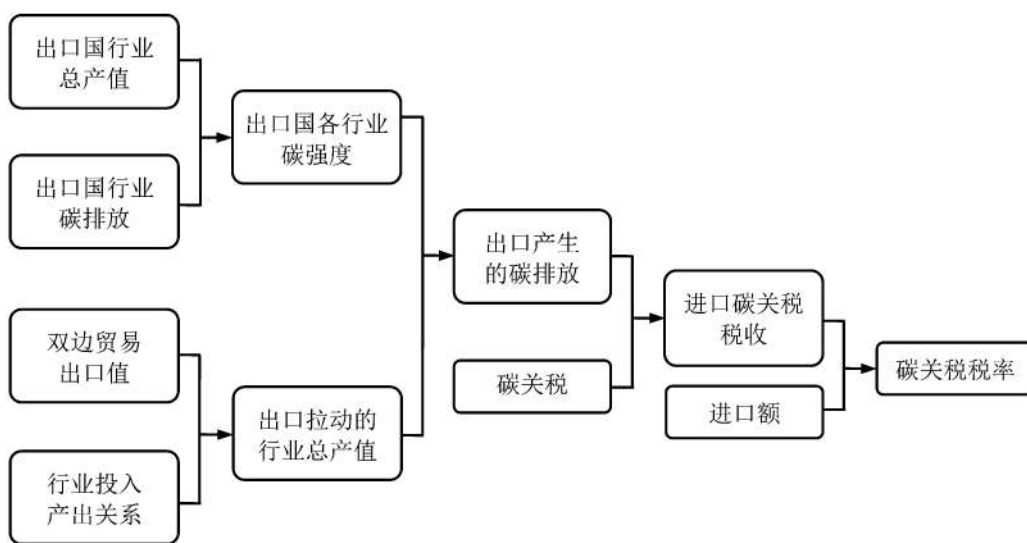 出口国行业
总产值
出口国行业
碳排放
出口国各行业
碳强度
双边贸易
出口值
行业投入
产出关系
出口拉动的
行业总产值
出口产生
的碳排放
碳关税
进口碳关税
税收
进口额
碳关税税率